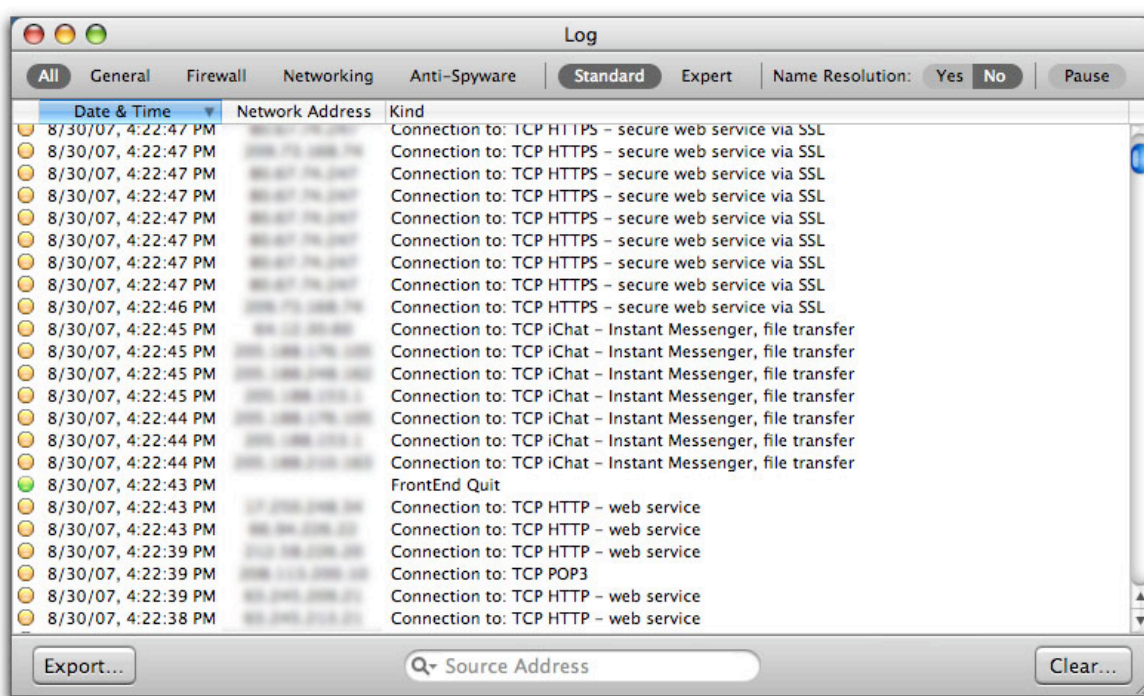 Log
All General Firewall Networking Anti-Spyware Standard Expert Name Resolution: Yes No Pause
Date & Time Network Address Kind
8/30/07, 4:22:47 PM Connection to: TCP HTTPS – secure web service via SSL
8/30/07, 4:22:47 PM Connection to: TCP HTTPS – secure web service via SSL
8/30/07, 4:22:47 PM Connection to: TCP HTTPS – secure web service via SSL
8/30/07, 4:22:47 PM Connection to: TCP HTTPS – secure web service via SSL
8/30/07, 4:22:47 PM Connection to: TCP HTTPS – secure web service via SSL
8/30/07, 4:22:47 PM Connection to: TCP HTTPS – secure web service via SSL
8/30/07, 4:22:47 PM Connection to: TCP HTTPS – secure web service via SSL
8/30/07, 4:22:47 PM Connection to: TCP HTTPS – secure web service via SSL
8/30/07, 4:22:46 PM Connection to: TCP HTTPS – secure web service via SSL
8/30/07, 4:22:45 PM Connection to: TCP iChat – Instant Messenger, file transfer
8/30/07, 4:22:45 PM Connection to: TCP iChat – Instant Messenger, file transfer
8/30/07, 4:22:45 PM Connection to: TCP iChat – Instant Messenger, file transfer
8/30/07, 4:22:45 PM Connection to: TCP iChat – Instant Messenger, file transfer
8/30/07, 4:22:44 PM Connection to: TCP iChat – Instant Messenger, file transfer
8/30/07, 4:22:44 PM Connection to: TCP iChat – Instant Messenger, file transfer
8/30/07, 4:22:44 PM Connection to: TCP iChat – Instant Messenger, file transfer
8/30/07, 4:22:43 PM FrontEnd Quit
8/30/07, 4:22:43 PM Connection to: TCP HTTP – web service
8/30/07, 4:22:43 PM Connection to: TCP HTTP – web service
8/30/07, 4:22:39 PM Connection to: TCP HTTP – web service
8/30/07, 4:22:39 PM Connection to: TCP POP3
8/30/07, 4:22:39 PM Connection to: TCP HTTP – web service
8/30/07, 4:22:38 PM Connection to: TCP HTTP – web service
Export... Source Address Clear...